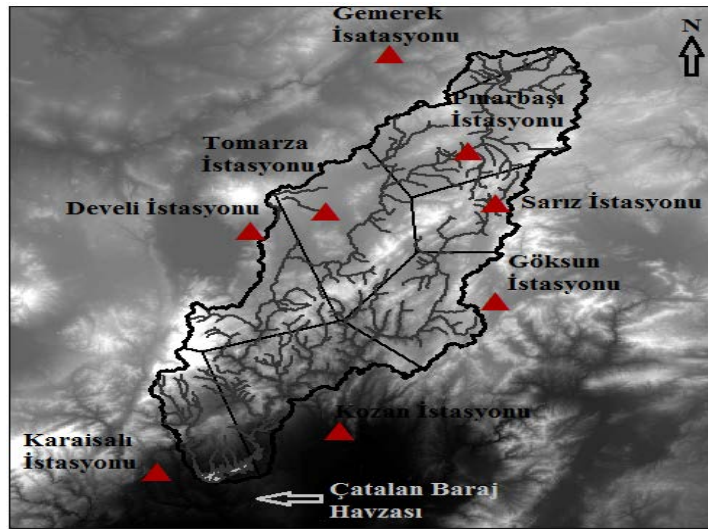 Gemerek
İsatasyonu
N
Pınarbaşı
İstasyonu
Tomarza
İstasyonu
Develi İstasyonu
Sarız İstasyonu
Göksun
İstasyonu
Kozan İstasyonu
Karaisalı
İstasyonu
Çatalan Baraj
Havzası